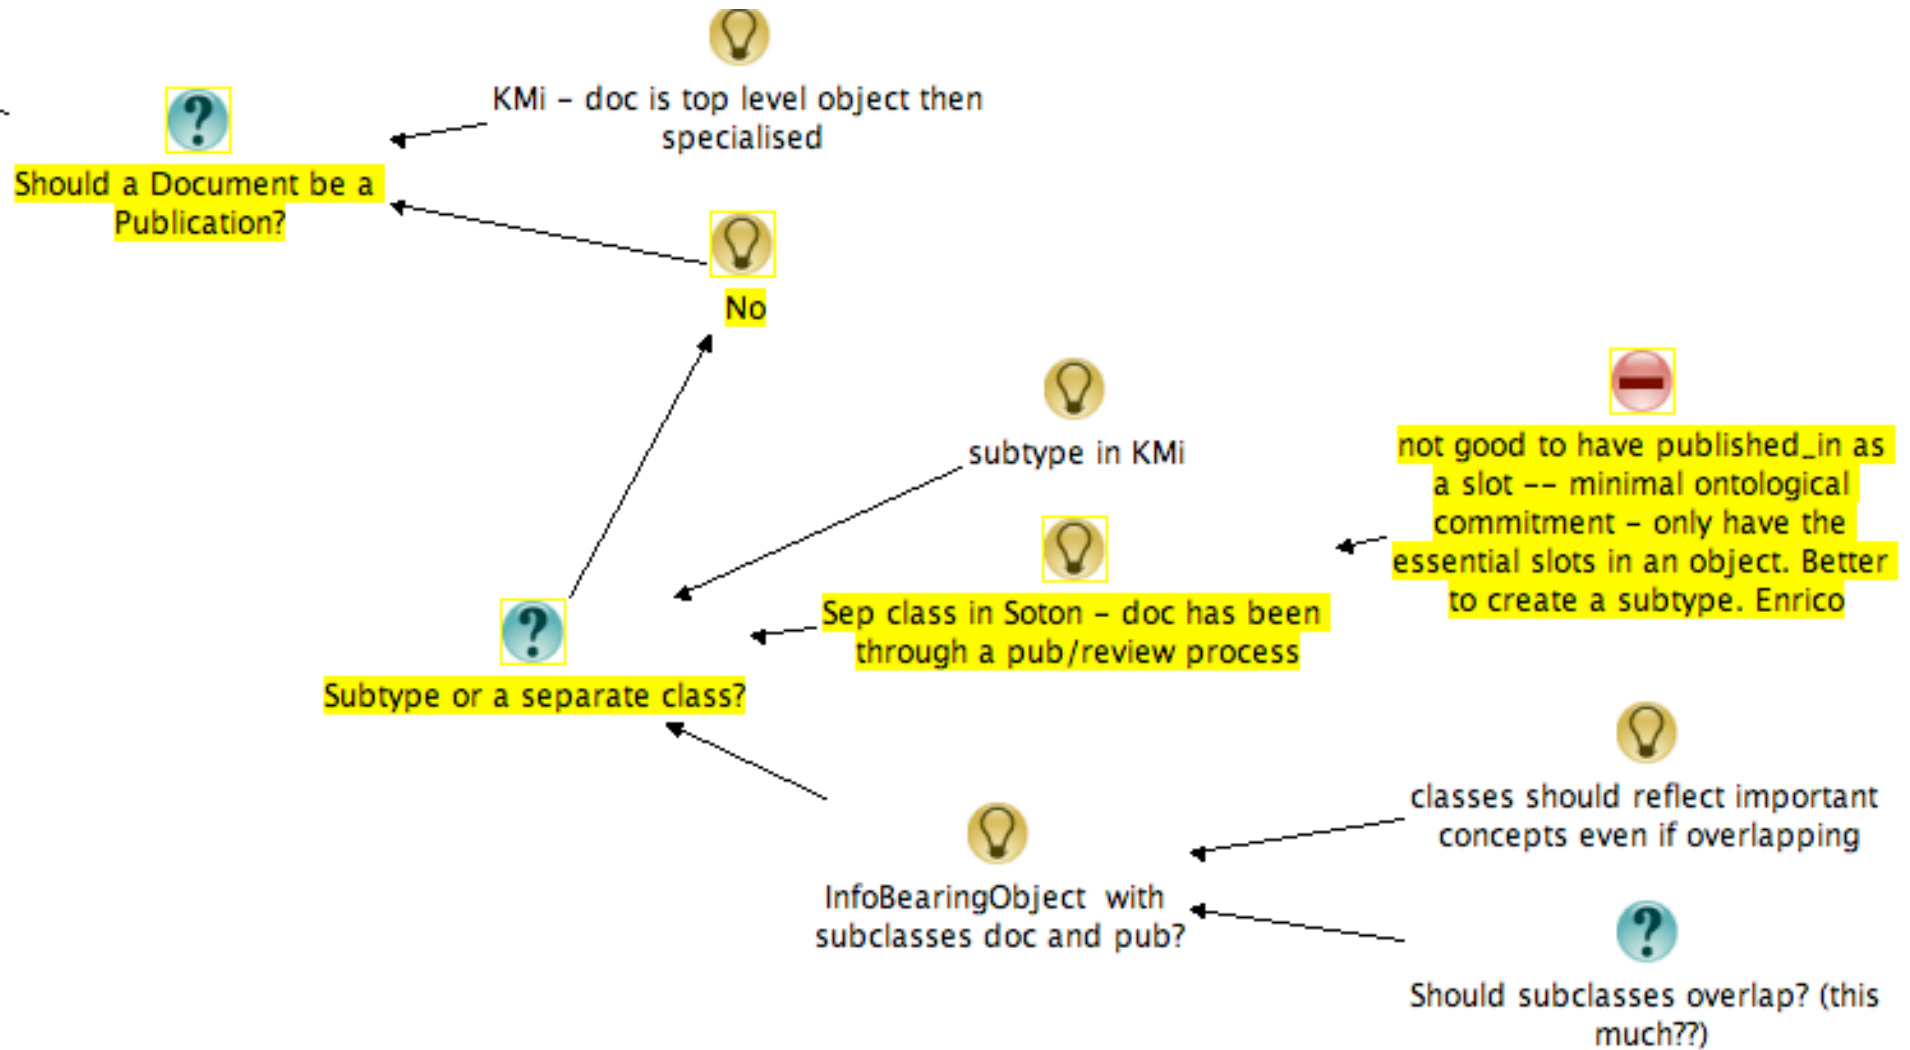 KMi – doc is top level object then
specialised
Should a Document be a
Publication?
No
subtype in KMi
not good to have published_in as
a slot -- minimal ontological
commitment – only have the
essential slots in an object. Better
to create a subtype. Enrico
Sep class in Soton – doc has been
through a pub/review process
Subtype or a separate class?
classes should reflect important
concepts even if overlapping
InfoBearingObject with
subclasses doc and pub?
Should subclasses overlap? (this
much??)